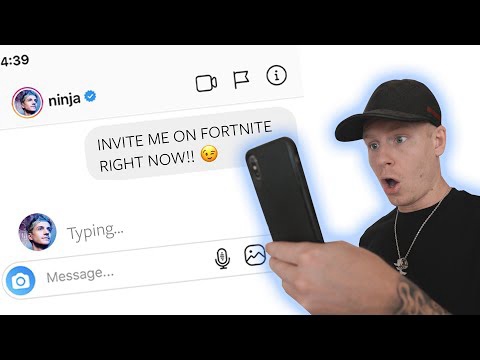 4:39
ninja
INVITE ME ON FORTNITE
RIGHT NOW!! 😉
Typing...
Message...